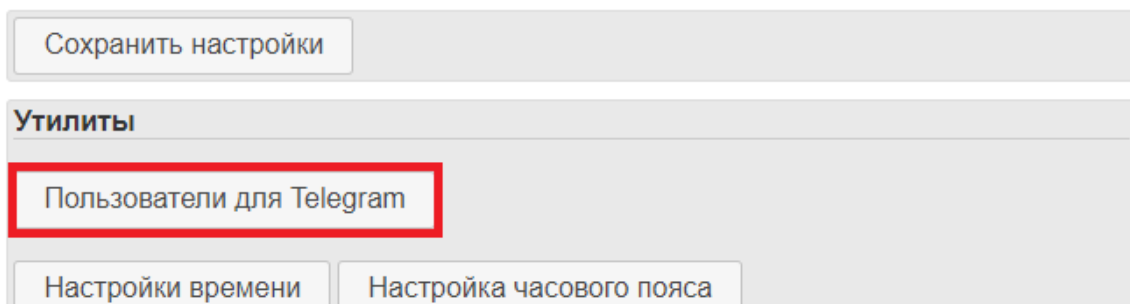 Сохранить настройки
Утилиты
Пользователи для Telegram
Настройки времени Настройка часового пояса